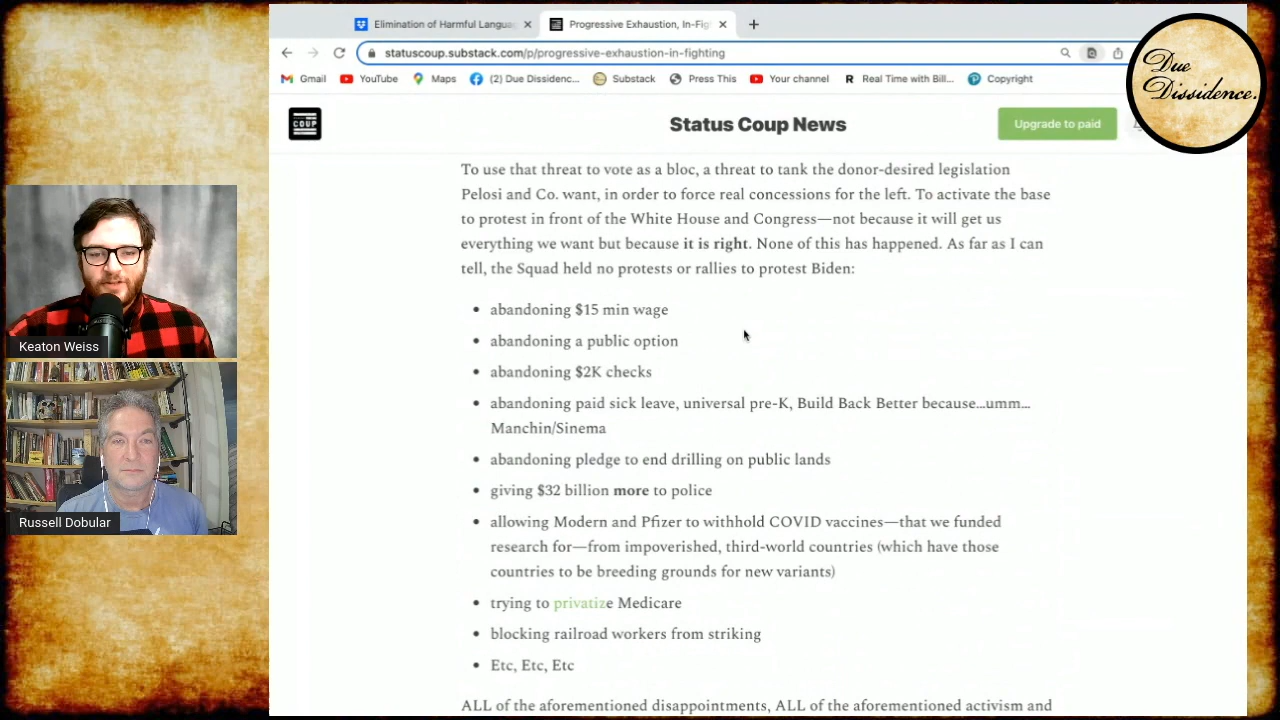 Elimination of Harmful Langua
Progressive Exhaustion, In-Fig
statuscoup.substack.com/p/progressive-exhaustion-in-fighting
Gmail
YouTube
Maps
(2) Due Dissidenc...
Substack
Press This
Your channel
Real Time with Bill...
Copyright
Due
Dissidence.
COUP
Status Coup News
Upgrade to paid
To use that threat to vote as a bloc, a threat to tank the donor-desired legislation
Pelosi and Co. want, in order to force real concessions for the left. To activate the base
to protest in front of the White House and Congress—not because it will get us
everything we want but because it is right. None of this has happened. As far as I can
tell, the Squad held no protests or rallies to protest Biden:
• abandoning $15 min wage
• abandoning a public option
• abandoning $2K checks
• abandoning paid sick leave, universal pre-K, Build Back Better because...umm...
Manchin/Sinema
• abandoning pledge to end drilling on public lands
• giving $32 billion more to police
• allowing Modern and Pfizer to withhold COVID vaccines—that we funded
research for—from impoverished, third-world countries (which have those
countries to be breeding grounds for new variants)
• trying to privatize Medicare
• blocking railroad workers from striking
• Etc, Etc, Etc
ALL of the aforementioned disappointments, ALL of the aforementioned activism and
Keaton Weiss
Russell Dobular